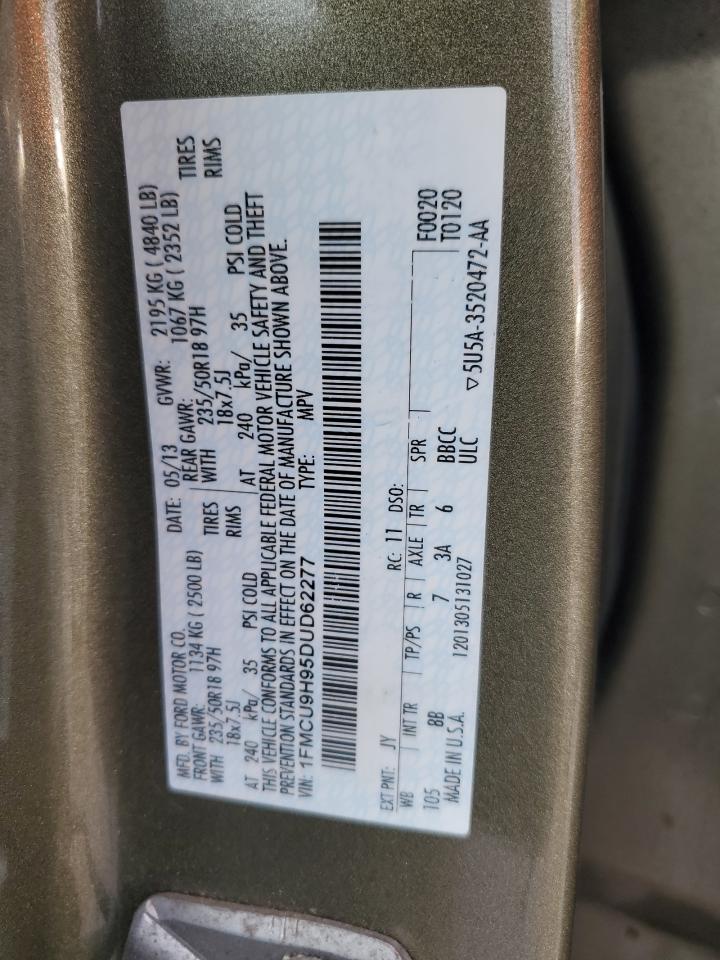 MFD. BY FORD MOTOR CO. DATE: 05/13 GVWR: 2195 KG ( 4840 LB)
FRONT GAWR: 1134 KG ( 2500 LB) REAR GAWR: 1067 KG ( 2352 LB)
WITH 235/50R18 97H TIRES WITH 235/50R18 97H TIRES
18x7.5J RIMS 18x7.5J RIMS
AT 240 kPa/ 35 PSI COLD AT 240 kPa/ 35 PSI COLD
THIS VEHICLE CONFORMS TO ALL APPLICABLE FEDERAL MOTOR VEHICLE SAFETY AND THEFT
PREVENTION STANDARDS IN EFFECT ON THE DATE OF MANUFACTURE SHOWN ABOVE.
VIN: 1FMCU9H95DUD62277 TYPE: MPV
EXT PNT: JY RC: 11 DSO:
WB INT TR TP/PS R AXLE TR SPR F0020
105 8B 7 3A 6 BBCC T0120
MADE IN U.S.A. 1201305131027 ULC ▽5U5A-3520472-AA